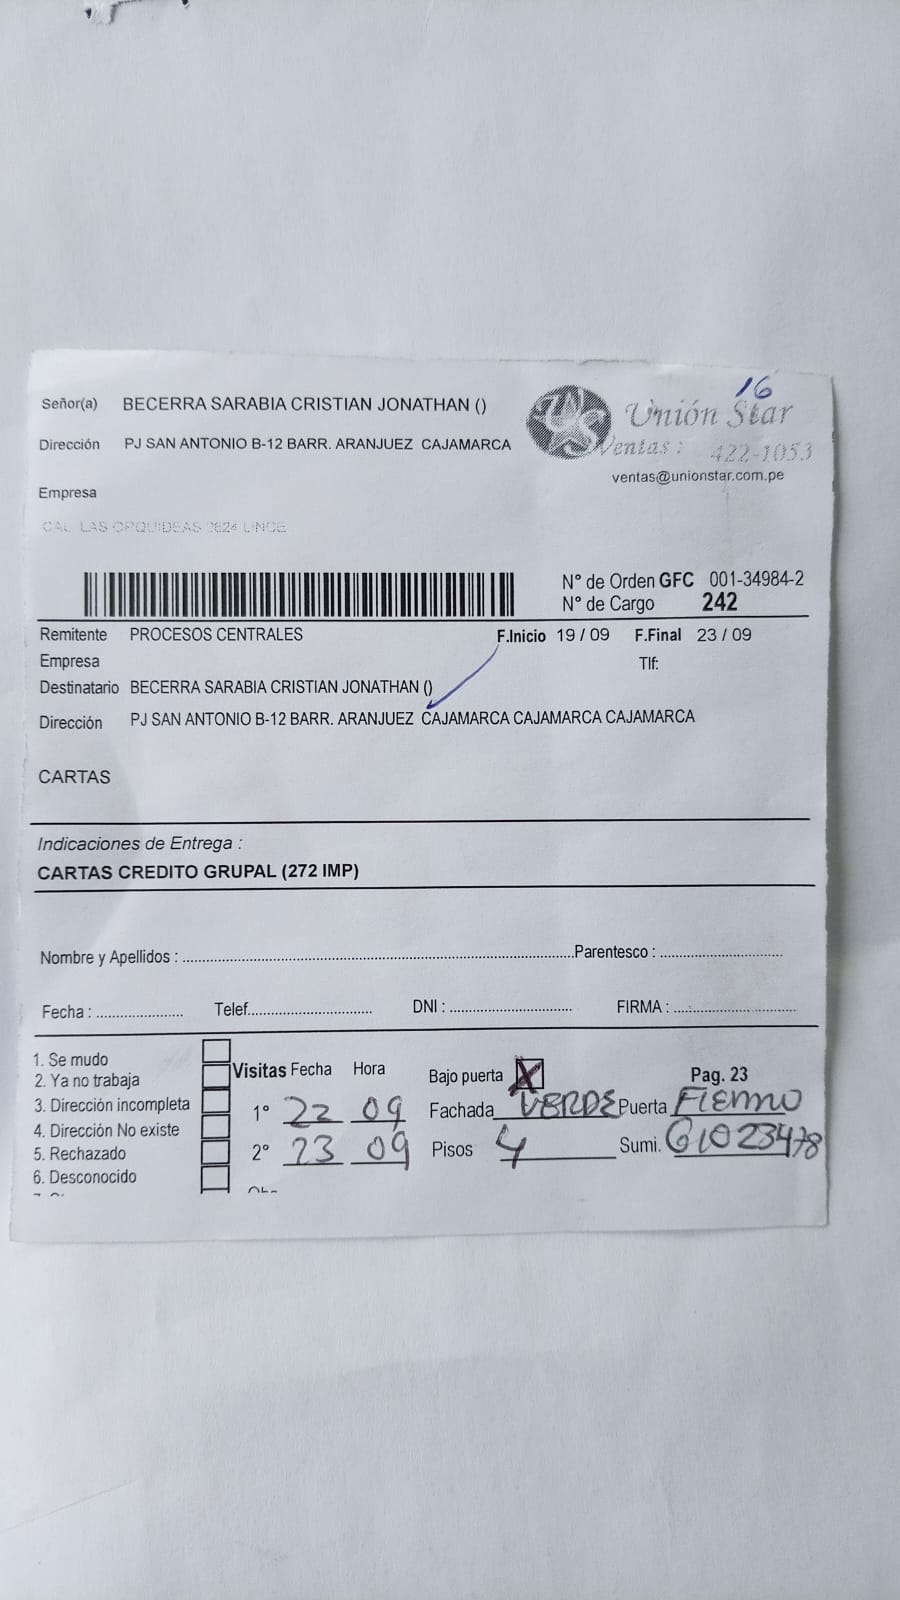 16
Señor(a) BECERRA SARABIA CRISTIAN JONATHAN ()
Unión Star
Dirección PJ SAN ANTONIO B-12 BARR. ARANJUEZ CAJAMARCA
Ventas : 422-1053
ventas@unionstar.com.pe
Empresa
CAL. LAS ORQUIDEAS 2624 LINCE
N° de Orden GFC 001-34984-2
N° de Cargo 242
Remitente PROCESOS CENTRALES F.Inicio 19 / 09 F.Final 23 / 09
Empresa Tlf:
Destinatario BECERRA SARABIA CRISTIAN JONATHAN ()
Dirección PJ SAN ANTONIO B-12 BARR. ARANJUEZ CAJAMARCA CAJAMARCA CAJAMARCA
CARTAS
Indicaciones de Entrega :
CARTAS CREDITO GRUPAL (272 IMP)
Nombre y Apellidos : Parentesco :
Fecha : Telef. DNI : FIRMA :
1. Se mudo
2. Ya no trabaja
3. Dirección incompleta
4. Dirección No existe
5. Rechazado
6. Desconocido
Visitas Fecha Hora
1° 22 09
2° 23 09
Bajo puerta X Pag. 23
Fachada VERDE Puerta FIERRO
Pisos 4 Sumi. 61023478